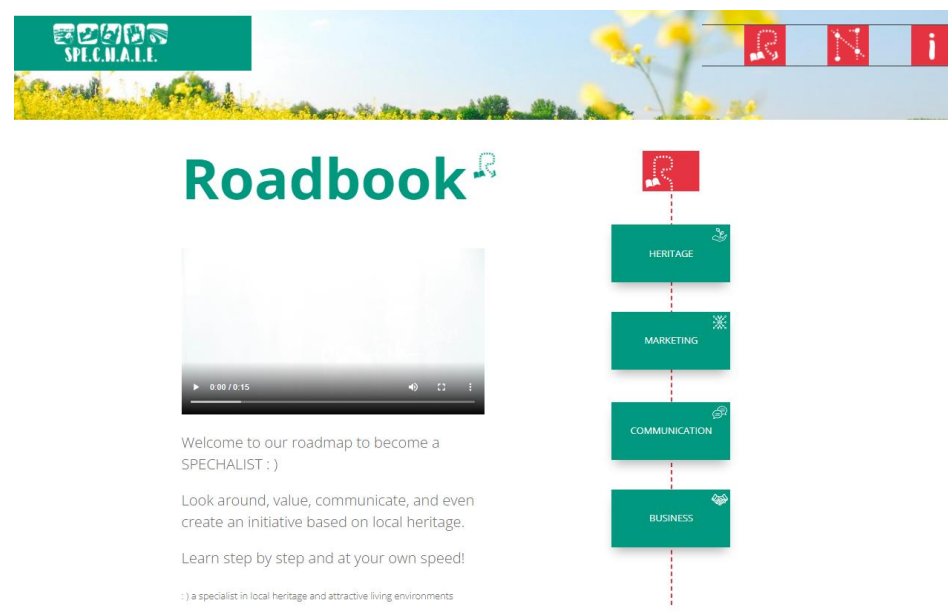 SPE.C.H.A.L.E.
Roadbook
HERITAGE
MARKETING
0:00 / 0:15
COMMUNICATION
Welcome to our roadmap to become a
SPECHALIST : )
Look around, value, communicate, and even
create an initiative based on local heritage.
BUSINESS
Learn step by step and at your own speed!
: ) a specialist in local heritage and attractive living environments